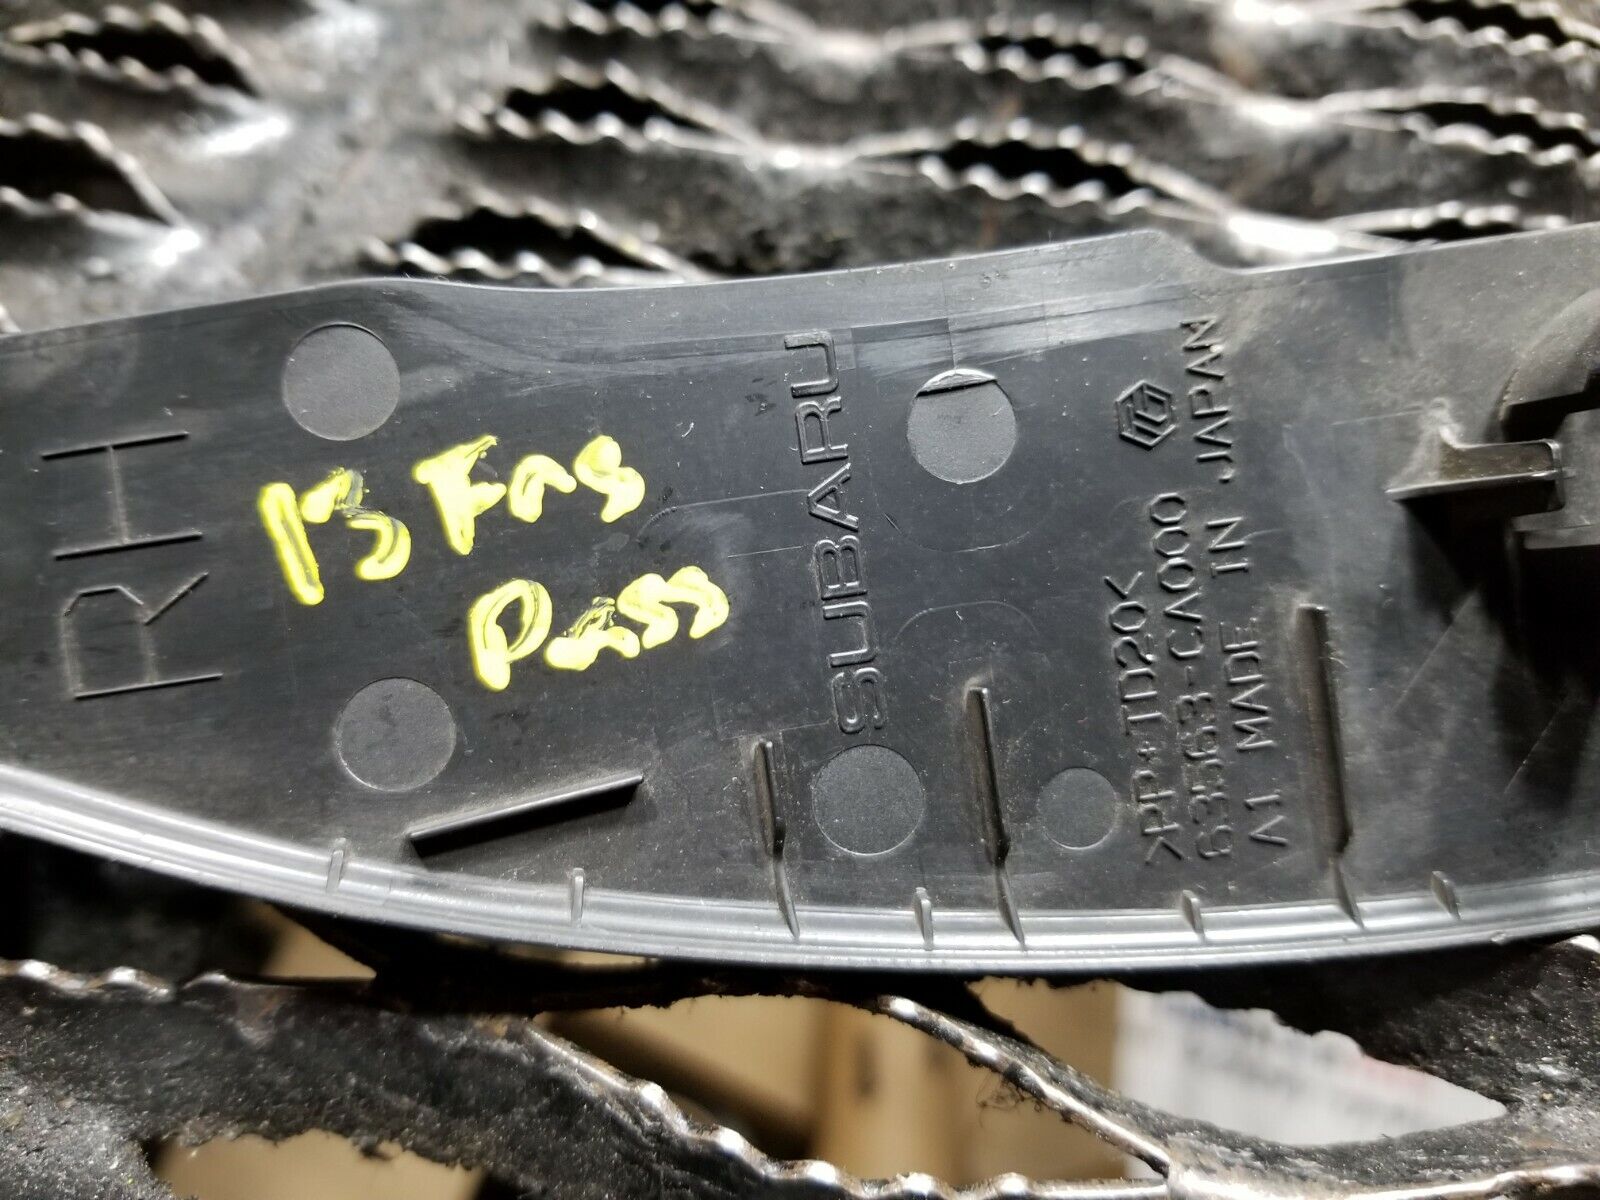 RH
13 FRS
Pass
SUBARU
>PP+TD20<
63563-CA000
A1 MADE IN JAPAN